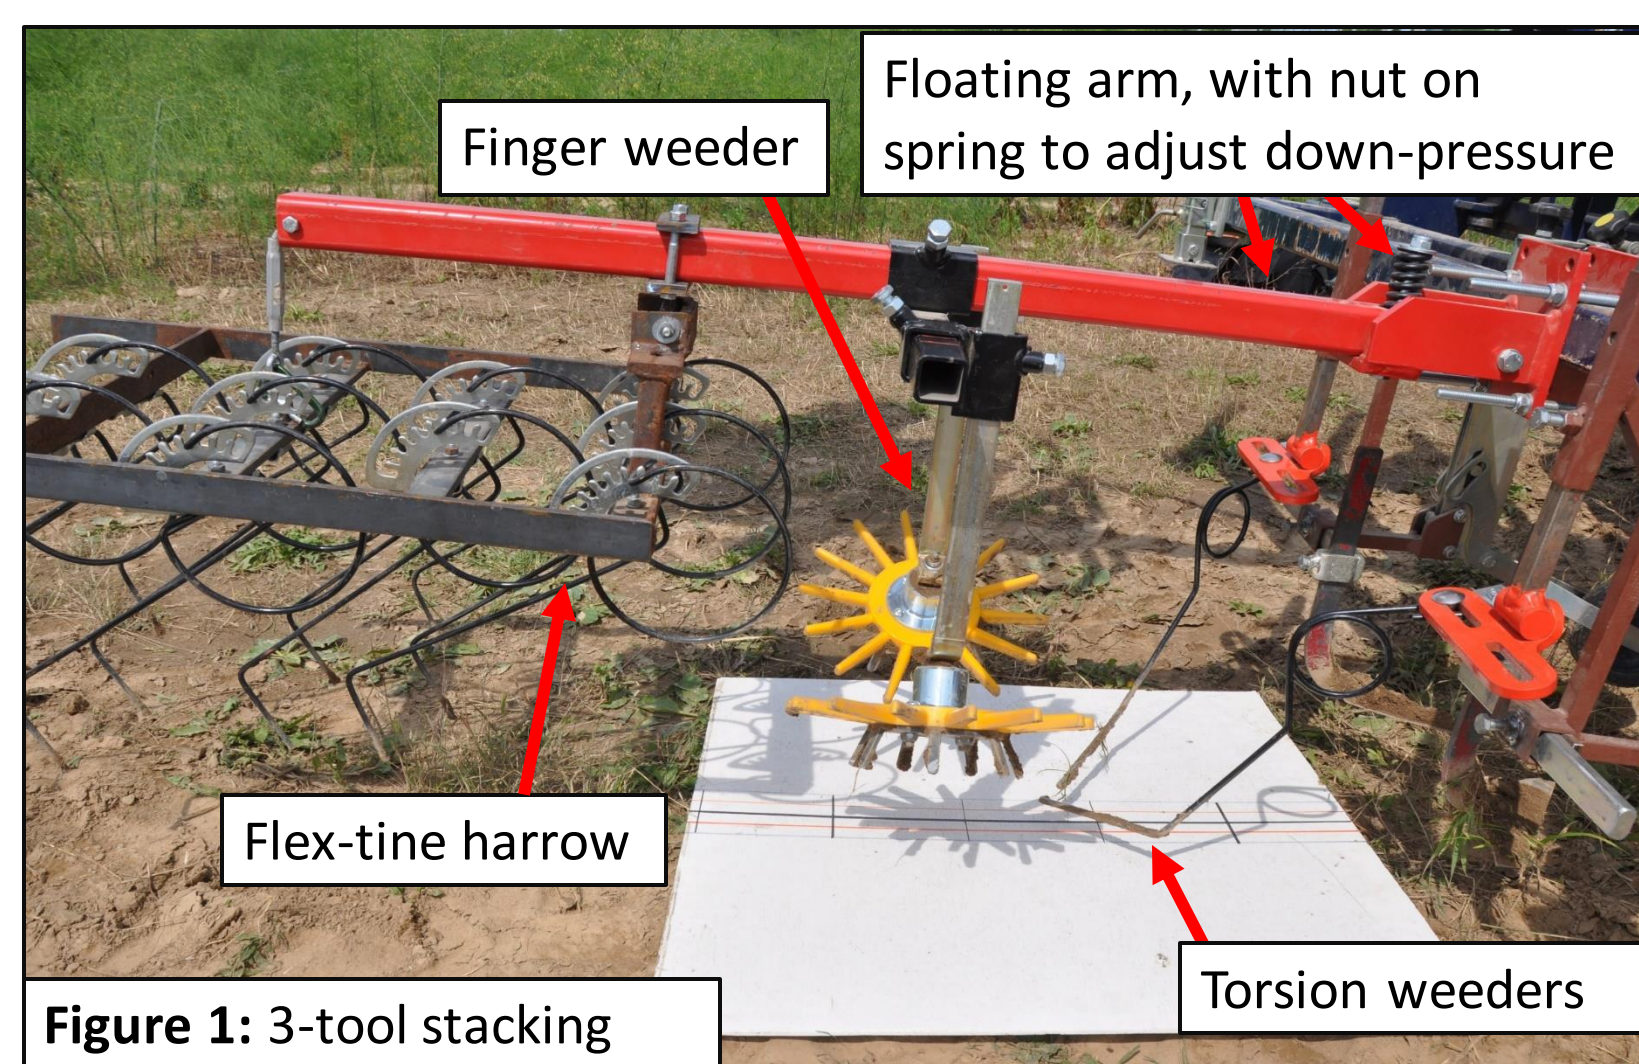 Floating arm, with nut on
spring to adjust down-pressure
Finger weeder
Flex-tine harrow
Torsion weeders
Figure 1: 3-tool stacking